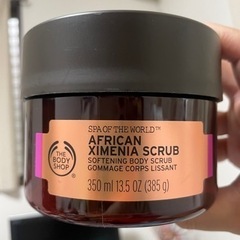 SPA OF THE WORLD™
AFRICAN
XIMENIA SCRUB
SOFTENING BODY SCRUB
GOMMAGE CORPS LISSANT
350 ml 13.5 OZ (385 g)
THE
BODY
SHOP®